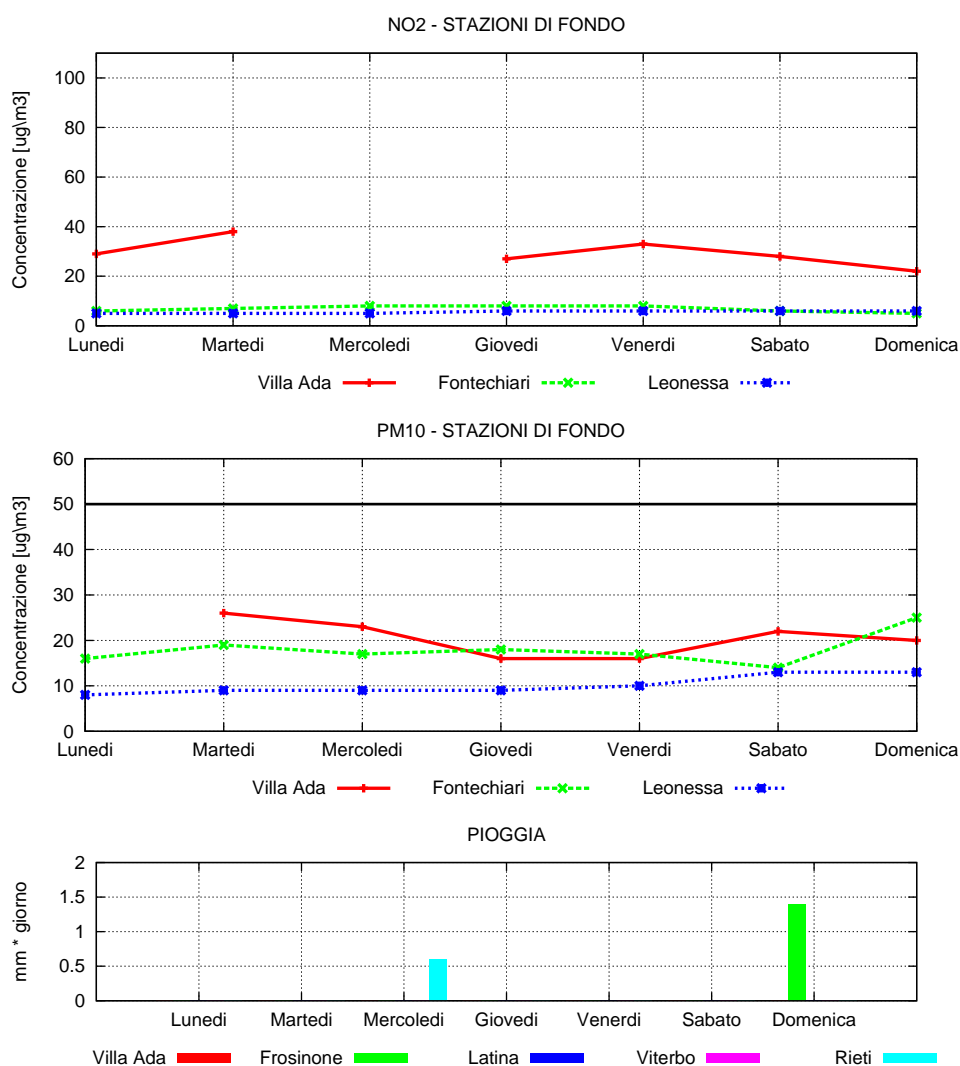 NO2 - STAZIONI DI FONDO
Concentrazione [ug\m3]
100
80
60
40
20
0
Lunedi Martedi Mercoledi Giovedi Venerdi Sabato Domenica
Villa Ada Fontechiari Leonessa
PM10 - STAZIONI DI FONDO
Concentrazione [ug\m3]
60
50
40
30
20
10
0
Lunedi Martedi Mercoledi Giovedi Venerdi Sabato Domenica
Villa Ada Fontechiari Leonessa
PIOGGIA
mm * giorno
2
1.5
1
0.5
0
Lunedi Martedi Mercoledi Giovedi Venerdi Sabato Domenica
Villa Ada Frosinone Latina Viterbo Rieti